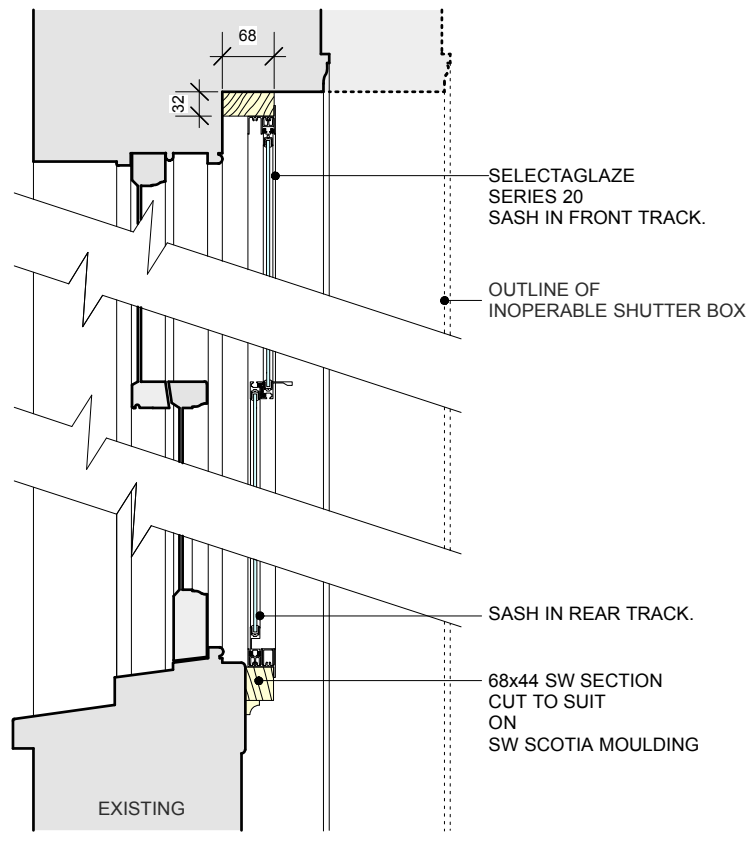 68
32
SELECTAGLAZE
SERIES 20
SASH IN FRONT TRACK.
OUTLINE OF
INOPERABLE SHUTTER BOX
SASH IN REAR TRACK.
68x44 SW SECTION
CUT TO SUIT
ON
SW SCOTIA MOULDING
EXISTING